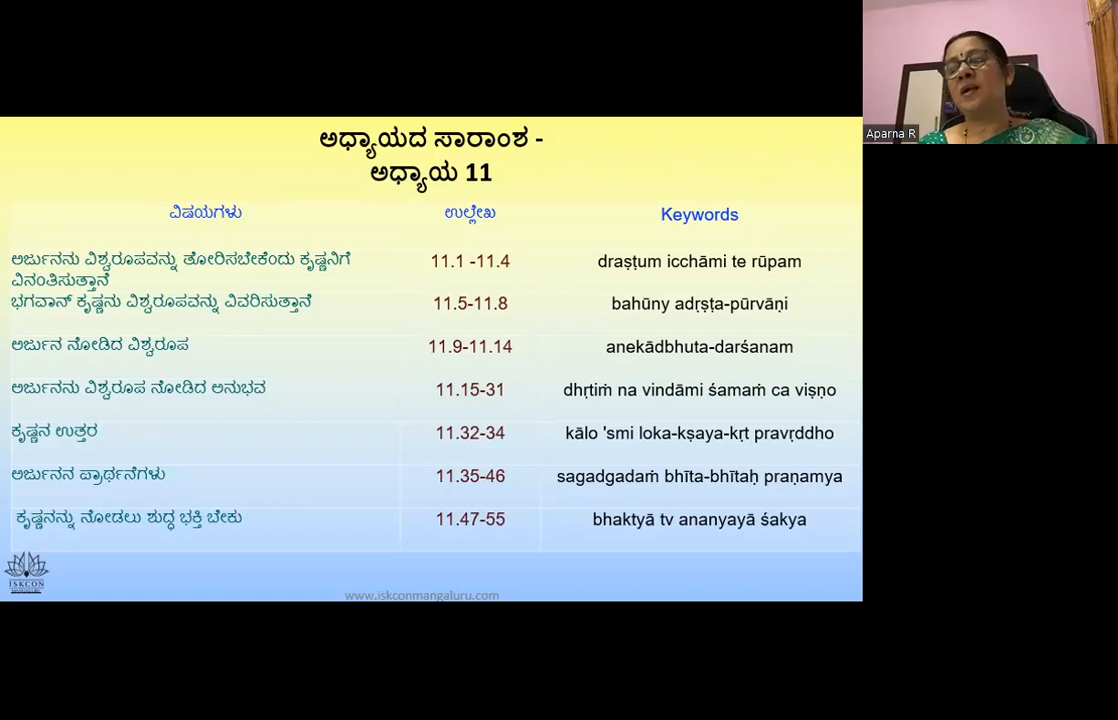 Aparna R
ಅಧ್ಯಾಯದ ಸಾರಾಂಶ -
ಅಧ್ಯಾಯ 11
ವಿಷಯಗಳು ಉಲ್ಲೇಖ Keywords
ಅರ್ಜುನನು ವಿಶ್ವರೂಪವನ್ನು ತೋರಿಸಬೇಕೆಂದು ಕೃಷ್ಣನಿಗೆ
ವಿನಂತಿಸುತ್ತಾನೆ 11.1 -11.4 draṣṭum icchāmi te rūpam
ಭಗವಾನ್ ಕೃಷ್ಣನು ವಿಶ್ವರೂಪವನ್ನು ವಿವರಿಸುತ್ತಾನೆ 11.5-11.8 bahūny adṛṣṭa-pūrvāṇi
ಅರ್ಜುನ ನೋಡಿದ ವಿಶ್ವರೂಪ 11.9-11.14 anekādbhuta-darśanam
ಅರ್ಜುನನು ವಿಶ್ವರೂಪ ನೋಡಿದ ಅನುಭವ 11.15-31 dhṛtiṁ na vindāmi śamaṁ ca viṣṇo
ಕೃಷ್ಣನ ಉತ್ತರ 11.32-34 kālo 'smi loka-kṣaya-kṛt pravṛddho
ಅರ್ಜುನನ ಪ್ರಾರ್ಥನೆಗಳು 11.35-46 sagadgadaṁ bhīta-bhītaḥ praṇamya
ಕೃಷ್ಣನನ್ನು ನೋಡಲು ಶುದ್ಧ ಭಕ್ತಿ ಬೇಕು 11.47-55 bhaktyā tv ananyayā śakya
ISKCON
MANGALURU
www.iskconmangaluru.com